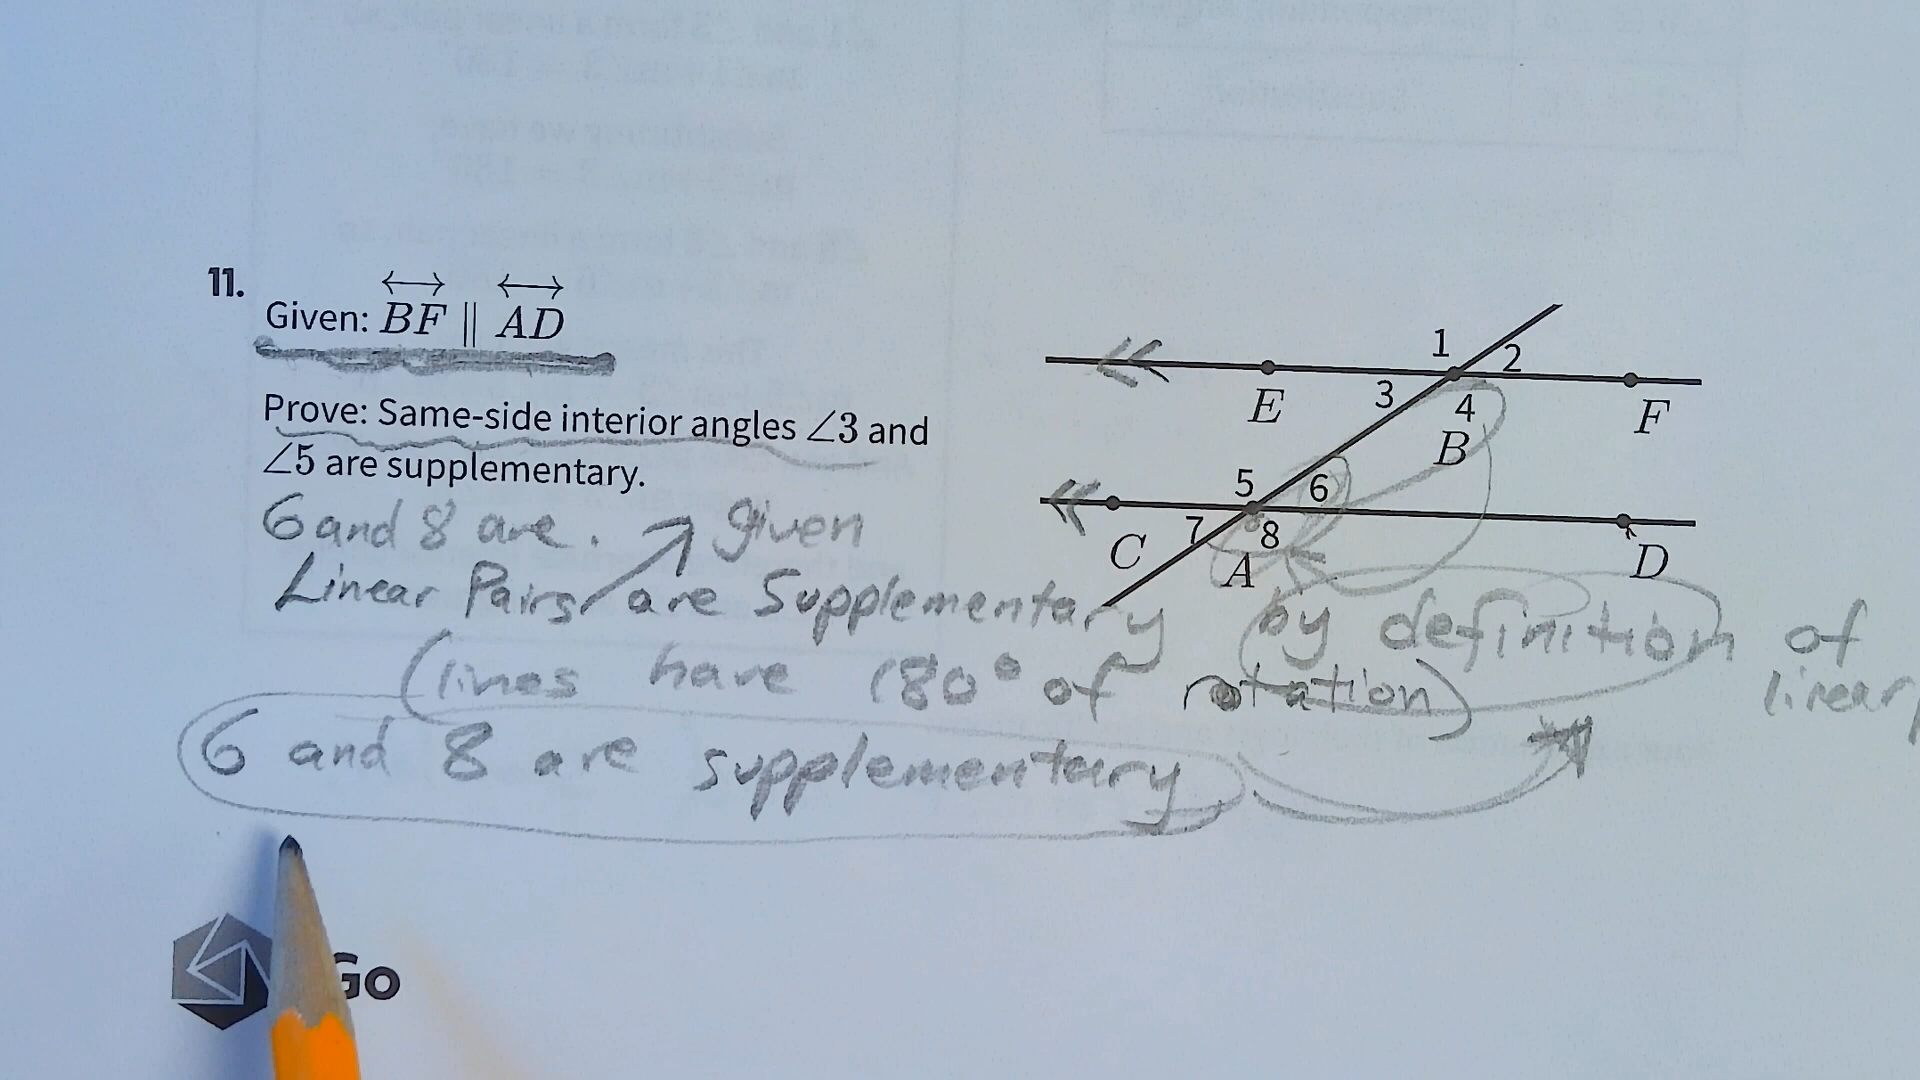 11.
Given: BF ∥ AD
Prove: Same-side interior angles ∠3 and
∠5 are supplementary.
1
2
E
3
4
F
B
5
6
C
7
8
A
D
6 and 8 are. given
Linear Pairs are Supplementary by definition of
linear
(lines have 180° of rotation)
6 and 8 are supplementary
Go